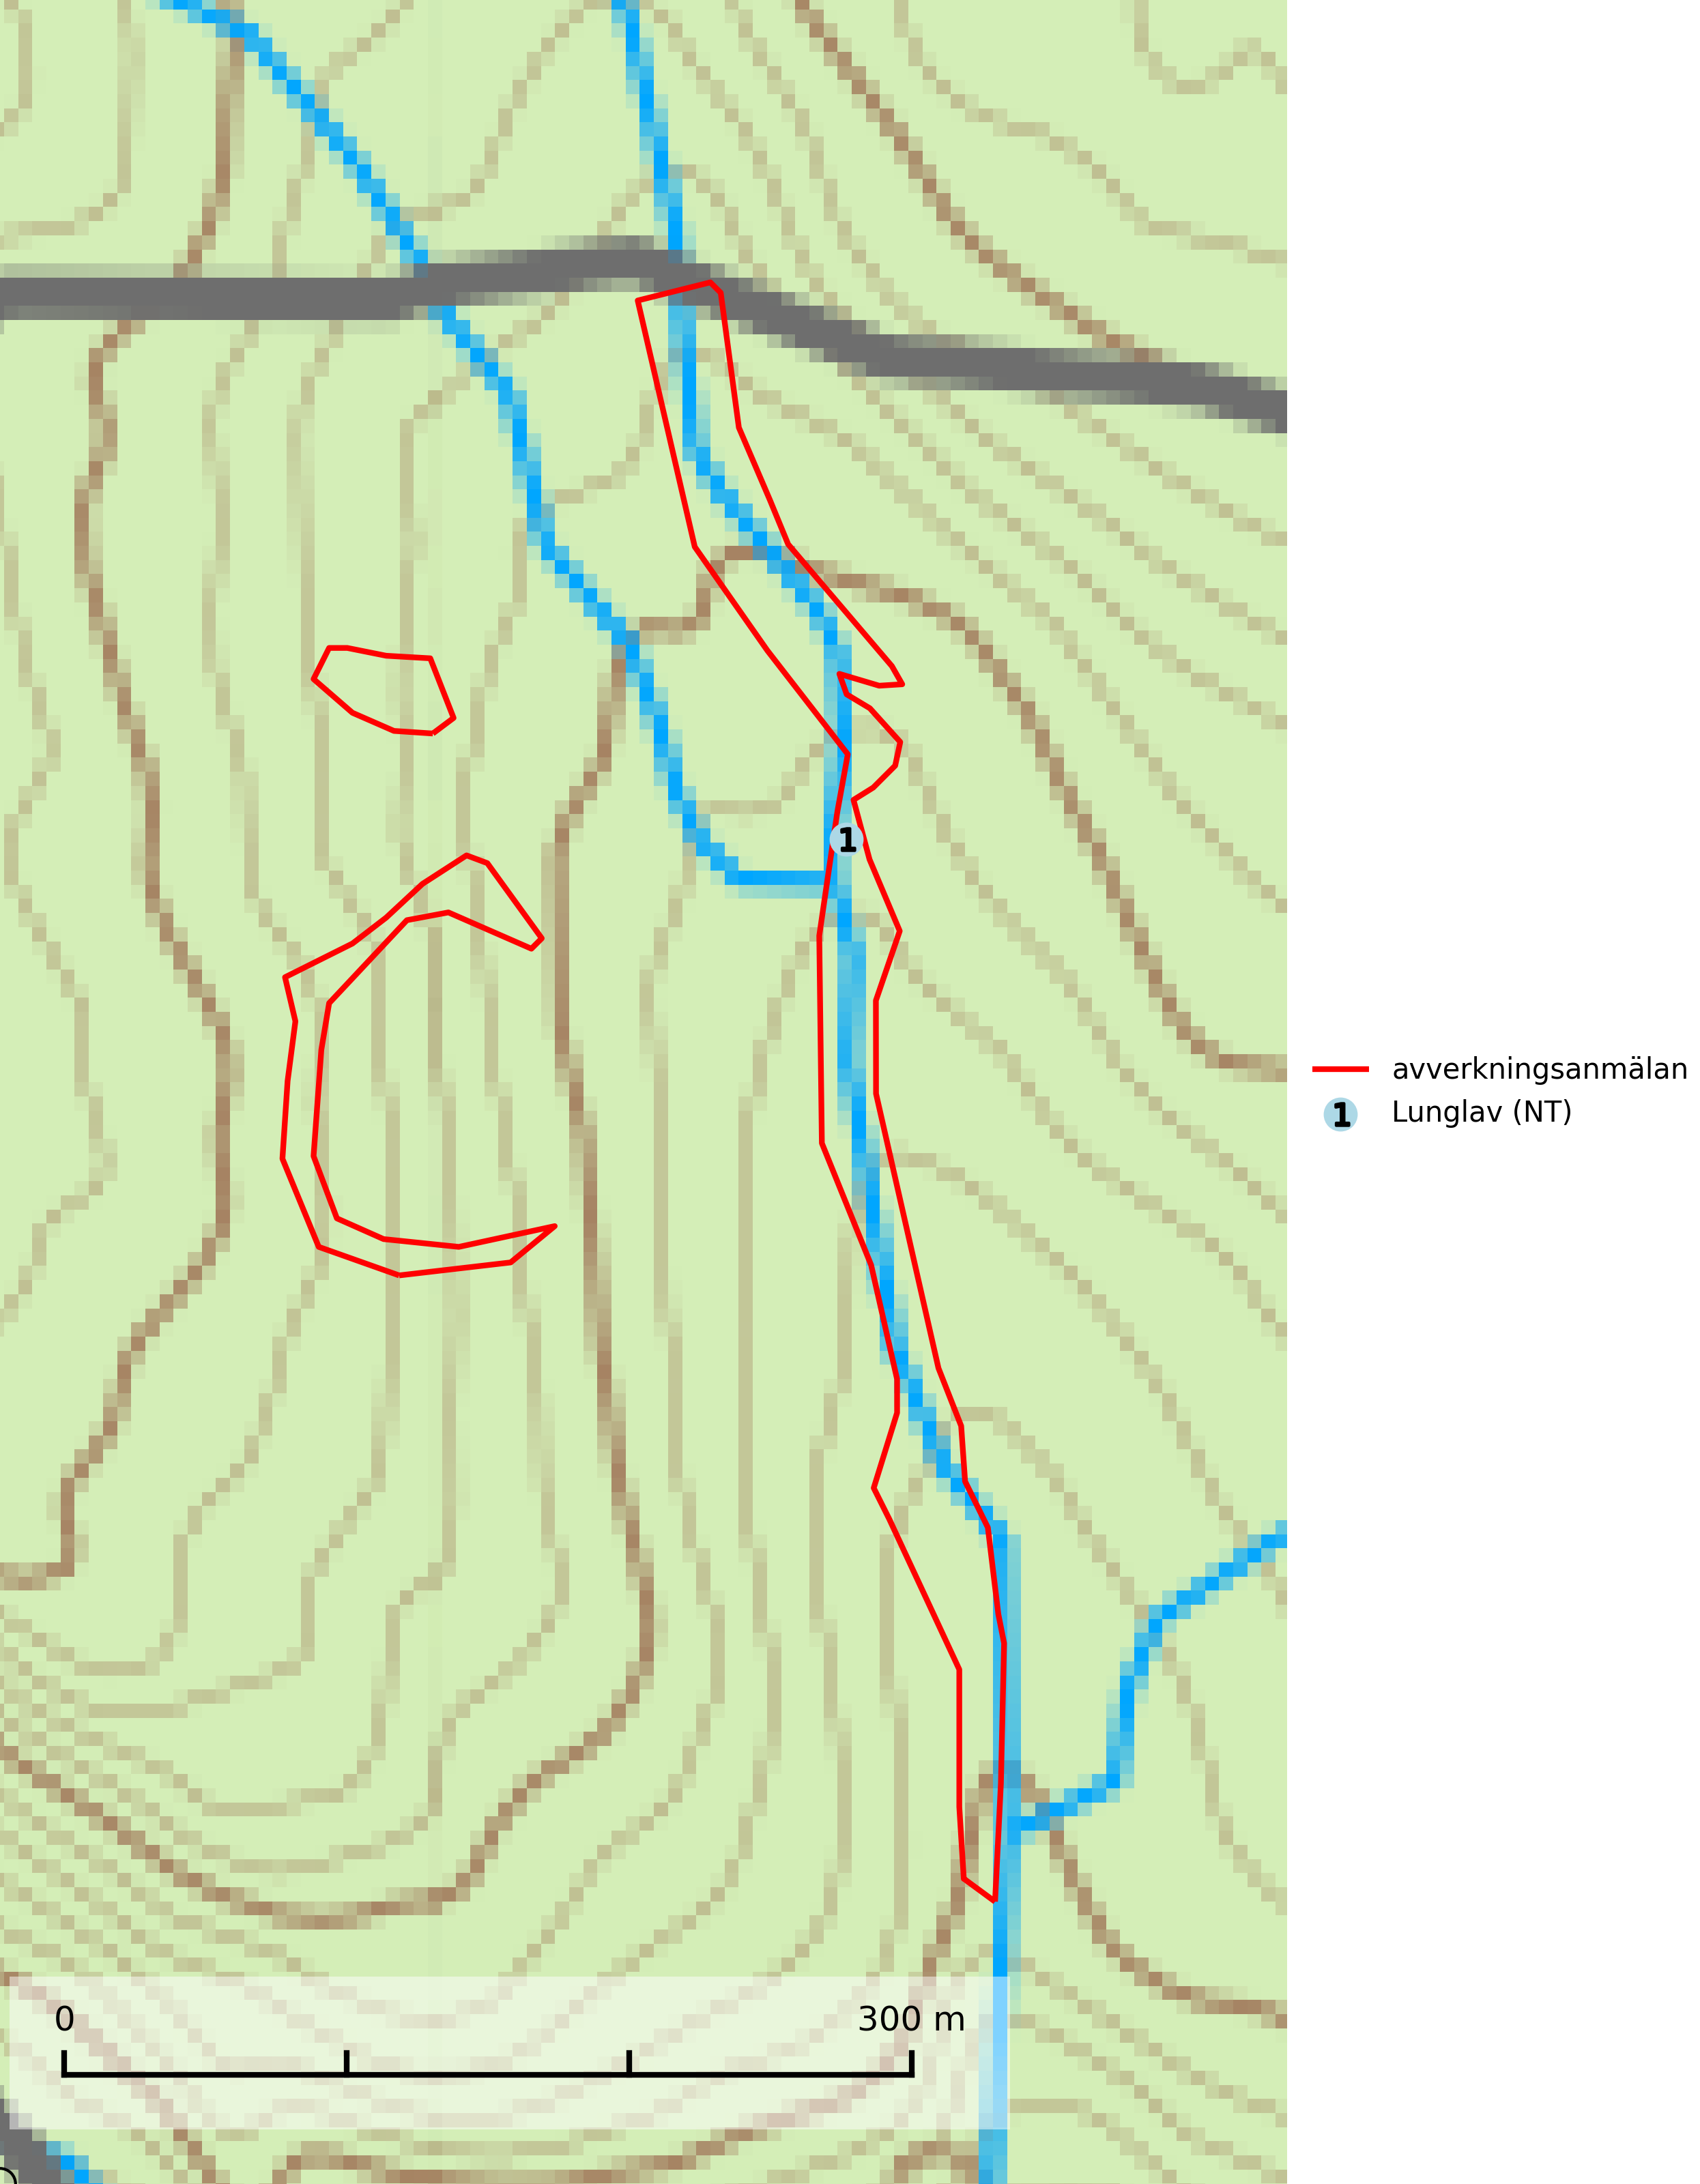 1
avverkningsanmälan
1 Lunglav (NT)
0 300 m